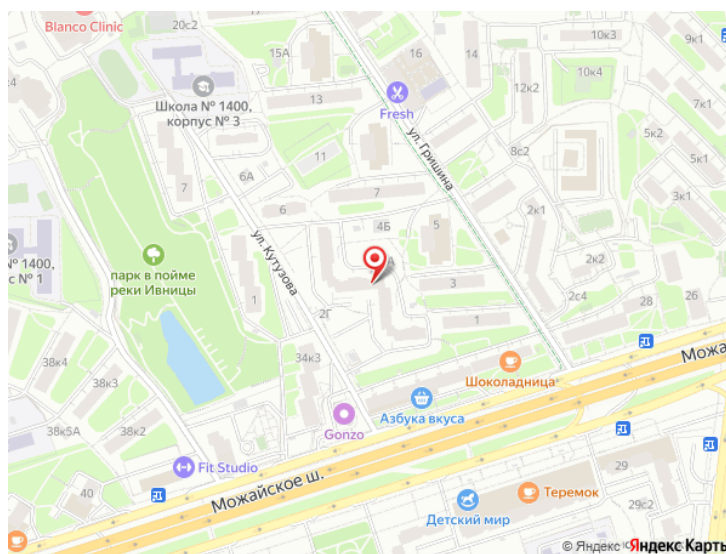 Blanco Clinic
20с2
15А
Школа № 1400,
корпус № 3
13
16
14
Fresh
10к3
9к1
10к4
12к2
5к2
8с2
11
ул. Гришина
7
6А
7
6
3к1
2к1
№ 1400,
№ 1
ул. Кутузова
4Б
5
парк в пойме
реки Ивницы
1
2к2
3
2с4
28
26
2Г
1
38к4
34к3
Шоколадница
38к3
Азбука вкуса
38к5А
38к2
Gonzo
Fit Studio
Можайское ш.
40
29
Теремок
Детский мир
29с2
© Яндекс
Яндекс Карты